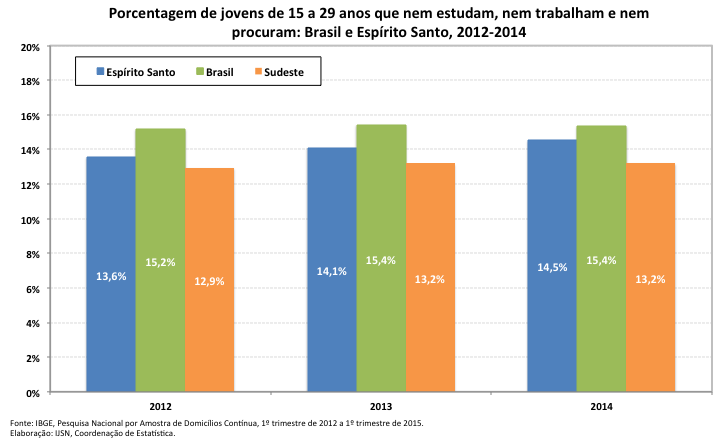 Porcentagem de jovens de 15 a 29 anos que nem estudam, nem trabalham e nem
procuram: Brasil e Espírito Santo, 2012-2014
20%
Espírito Santo Brasil Sudeste
18%
16%
14%
12%
10%
8%
6%
4%
2%
0%
13,6% 15,2% 12,9%
14,1% 15,4% 13,2%
14,5% 15,4% 13,2%
2012 2013 2014
Fonte: IBGE, Pesquisa Nacional por Amostra de Domicílios Contínua, 1º trimestre de 2012 a 1º trimestre de 2015.
Elaboração: IJSN, Coordenação de Estatística.